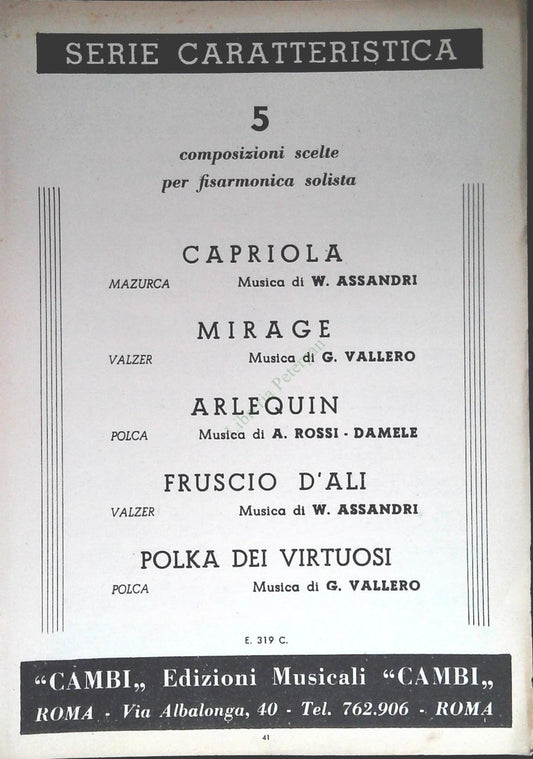 SERIE CARATTERISTICA
5
composizioni scelte
per fisarmonica solista
CAPRIOLA
MAZURCA Musica di W. ASSANDRI
MIRAGE
VALZER Musica di G. VALLERO
ARLEQUIN
POLCA Musica di A. ROSSI - DAMELE
FRUSCIO D'ALI
VALZER Musica di W. ASSANDRI
POLKA DEI VIRTUOSI
POLCA Musica di G. VALLERO
E. 319 C.
“CAMBI„ Edizioni Musicali “CAMBI„
ROMA - Via Albalonga, 40 - Tel. 762.906 - ROMA
41
Libreria Peterman